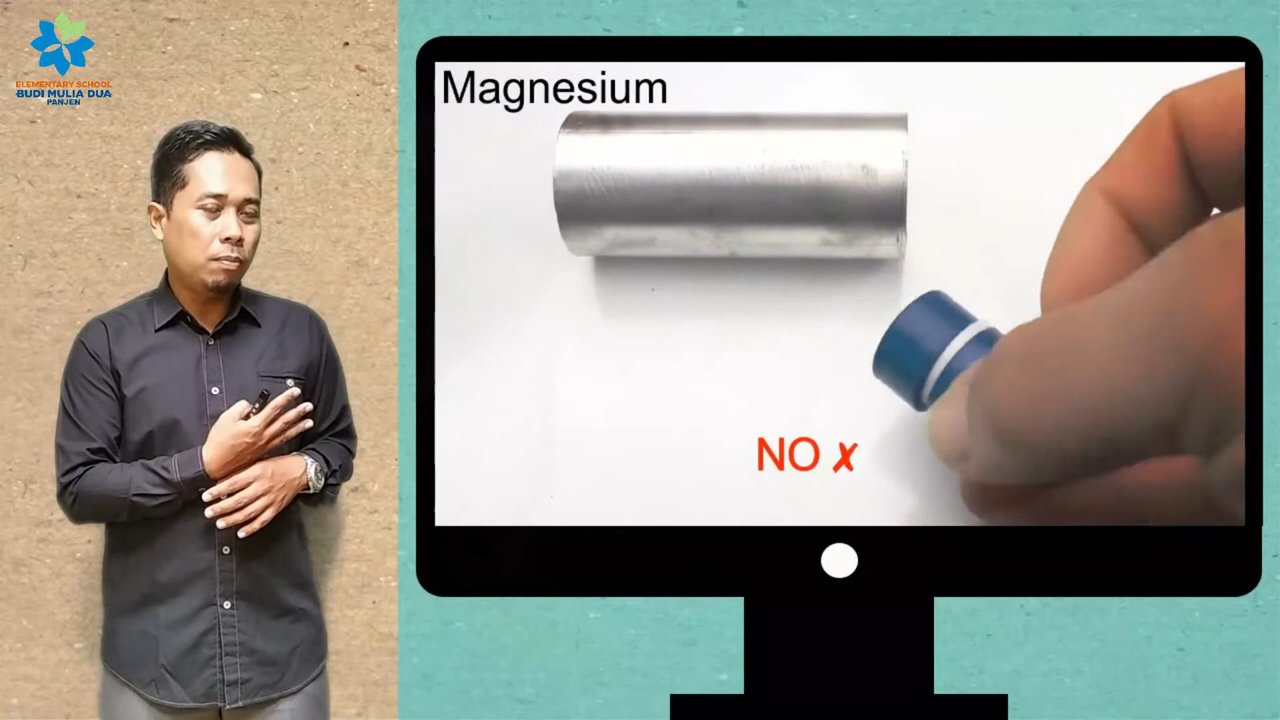 ELEMENTARY SCHOOL
BUDI MULIA DUA
PANJEN
Magnesium
NO ✗